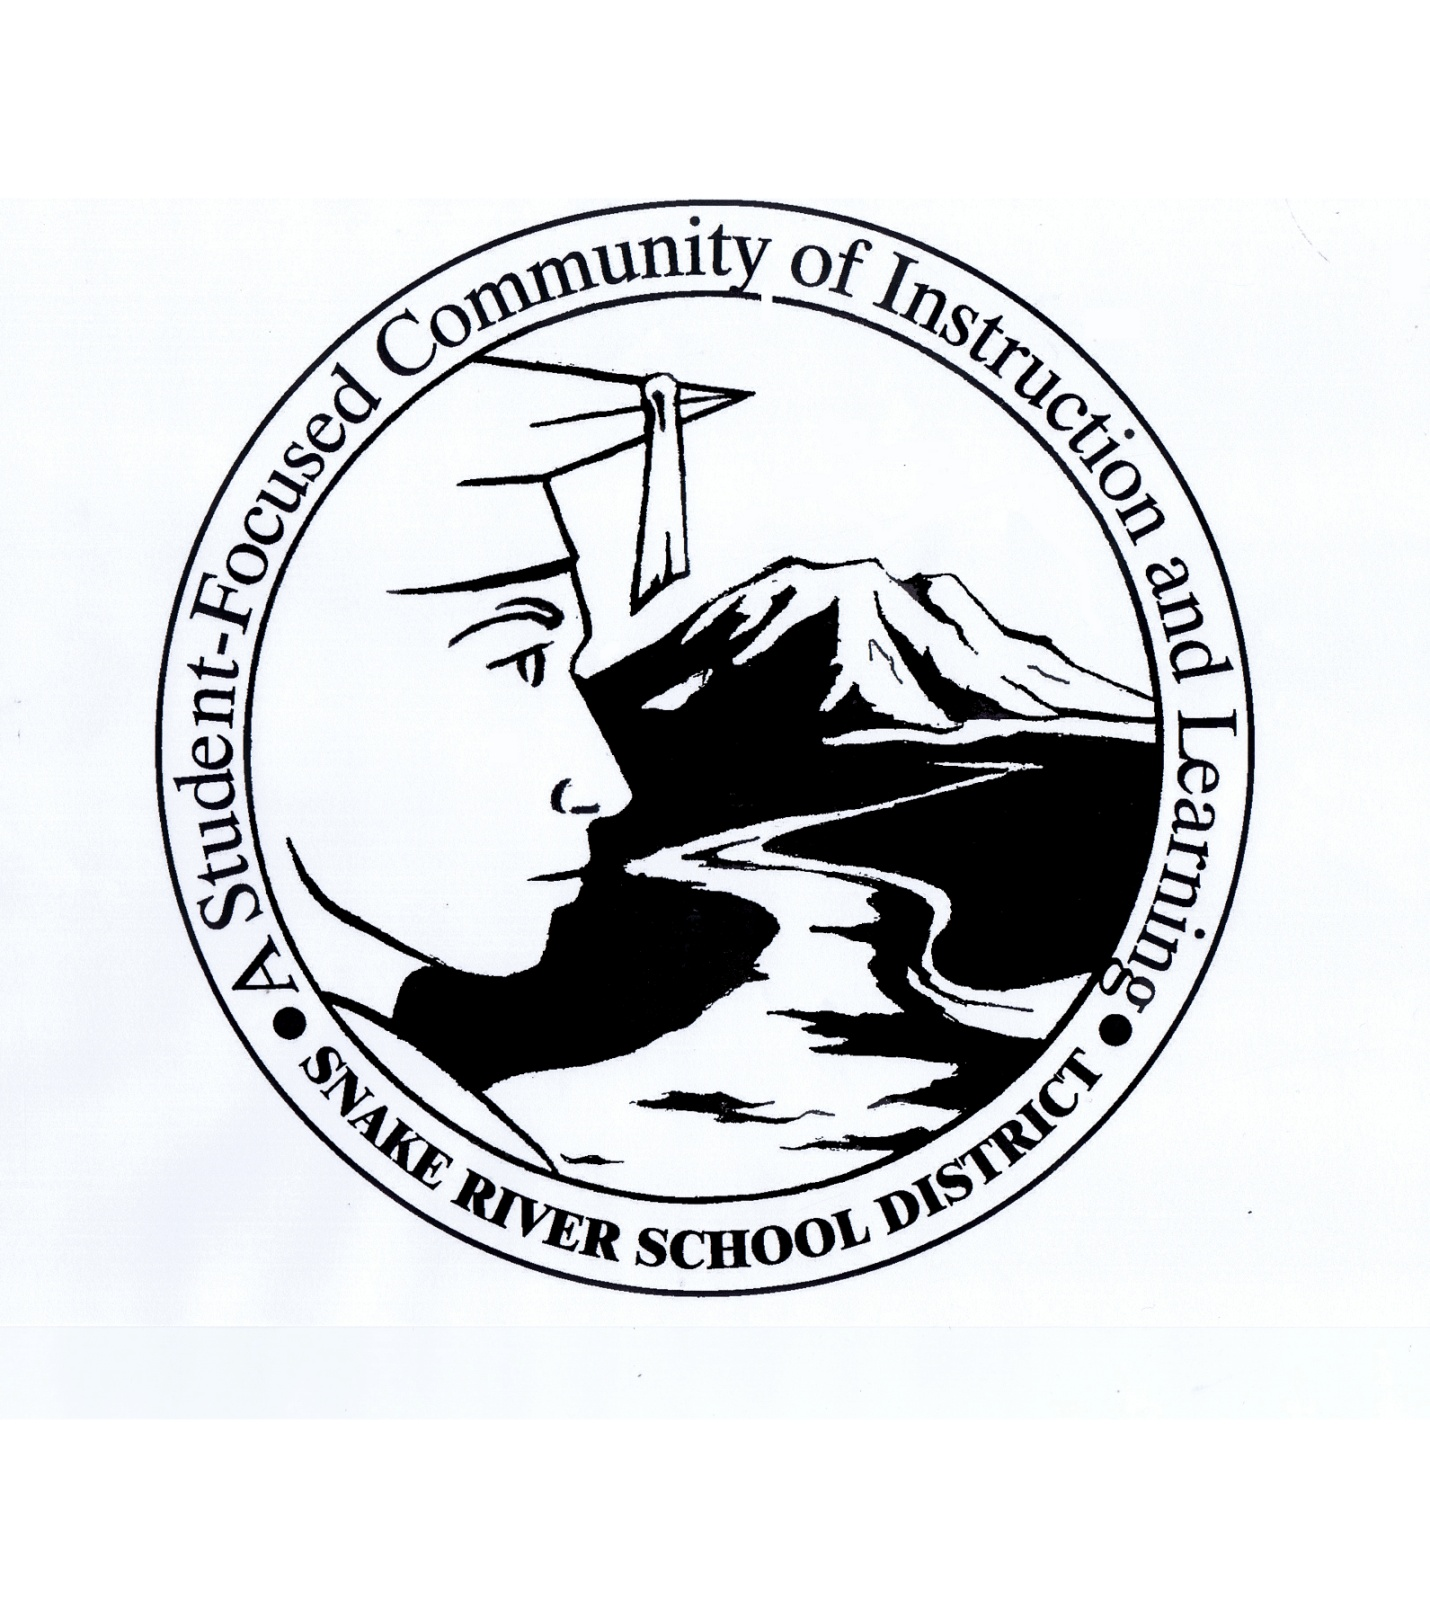 A Student-Focused Community of Instruction and Learning
SNAKE RIVER SCHOOL DISTRICT